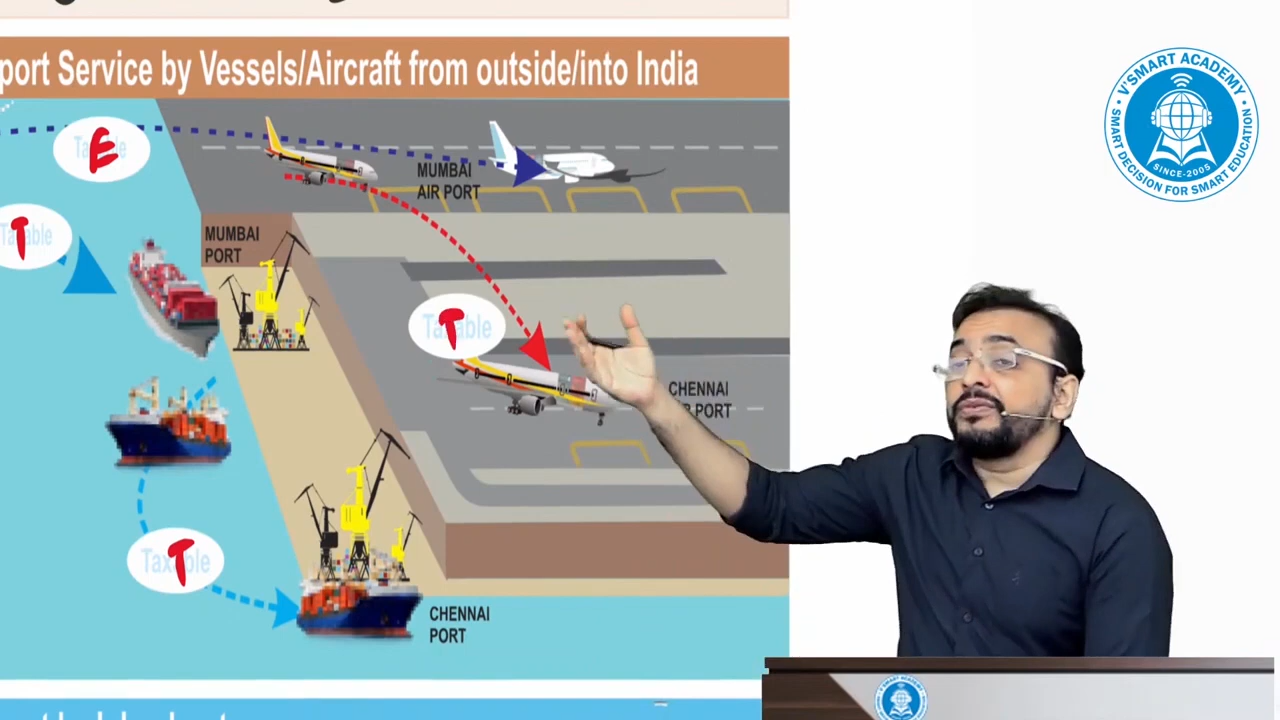 port Service by Vessels/Aircraft from outside/into India
E
MUMBAI
AIR PORT
T
MUMBAI
PORT
T
CHENNAI
PORT
T
CHENNAI
PORT
V'SMART ACADEMY
SMART DECISION FOR SMART EDUCATION
SINCE-2005